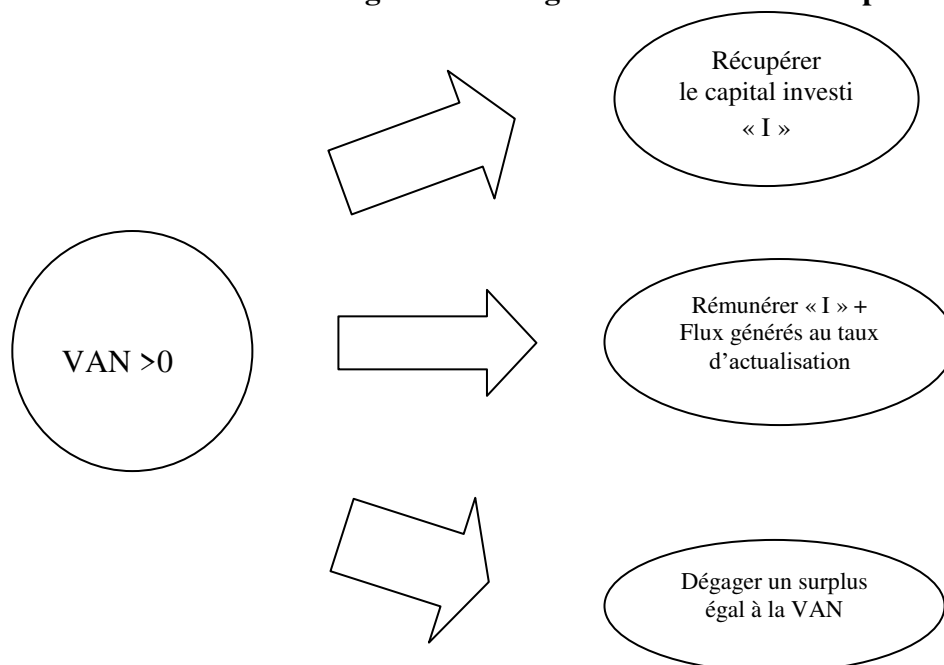 Récupérer
le capital investi
« I »
VAN >0
Rémunérer « I » +
Flux générés au taux
d'actualisation
Dégager un surplus
égal à la VAN